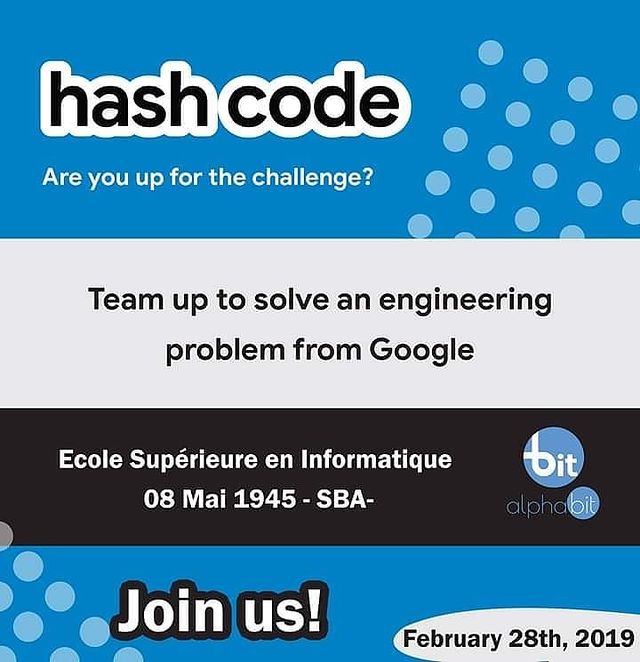 hash code
Are you up for the challenge?
Team up to solve an engineering
problem from Google
Ecole Supérieure en Informatique
08 Mai 1945 - SBA-
bit
alphabit
Join us!
February 28th, 2019